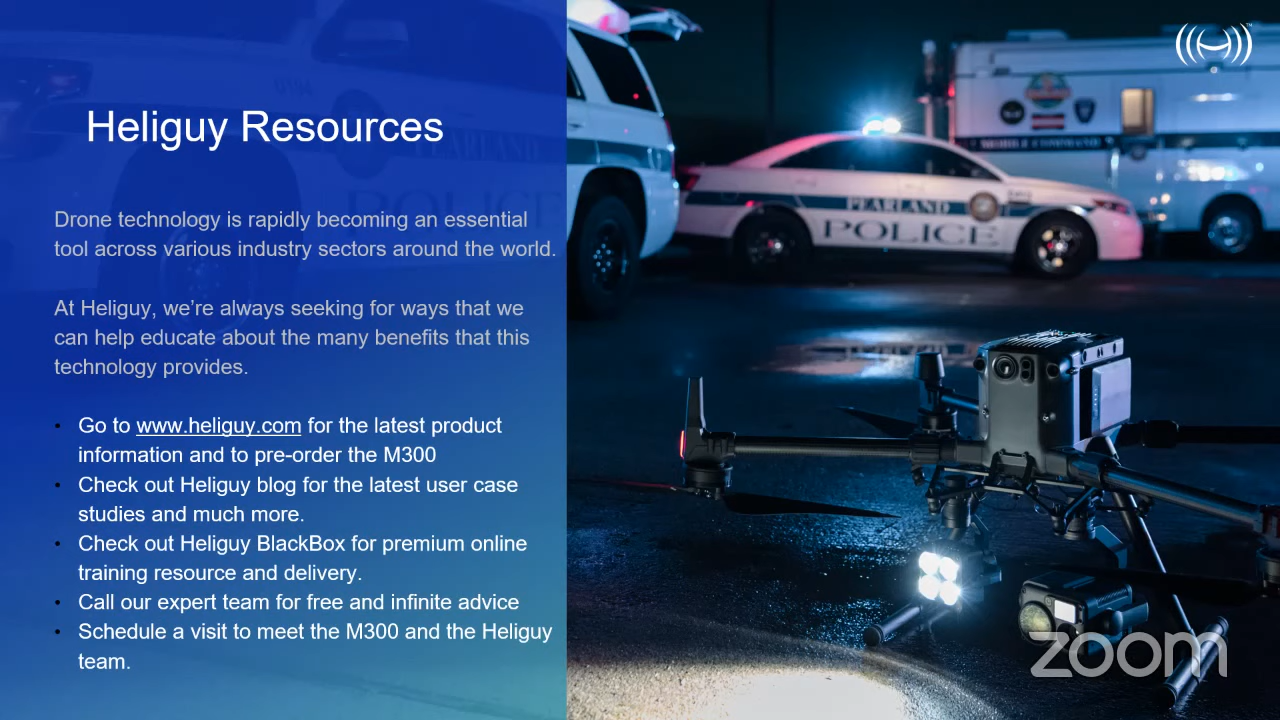 Heliguy Resources
Drone technology is rapidly becoming an essential
tool across various industry sectors around the world.
At Heliguy, we’re always seeking for ways that we
can help educate about the many benefits that this
technology provides.
• Go to www.heliguy.com for the latest product
information and to pre-order the M300
• Check out Heliguy blog for the latest user case
studies and much more.
• Check out Heliguy BlackBox for premium online
training resource and delivery.
• Call our expert team for free and infinite advice
• Schedule a visit to meet the M300 and the Heliguy
team.
PEARLAND
POLICE
MOBILE COMMAND
PEARLAND
POLICE
zoom